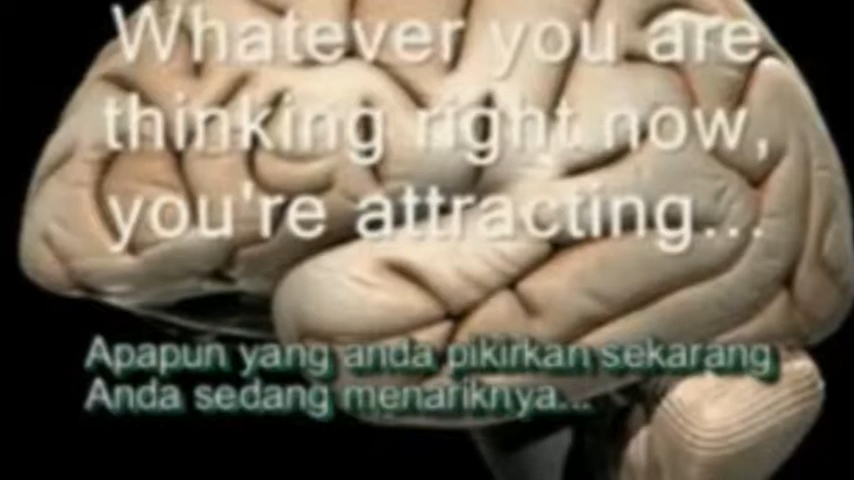 Whatever you are
thinking right now,
you're attracting...
Apapun yang anda pikirkan sekarang
Anda sedang menariknya...